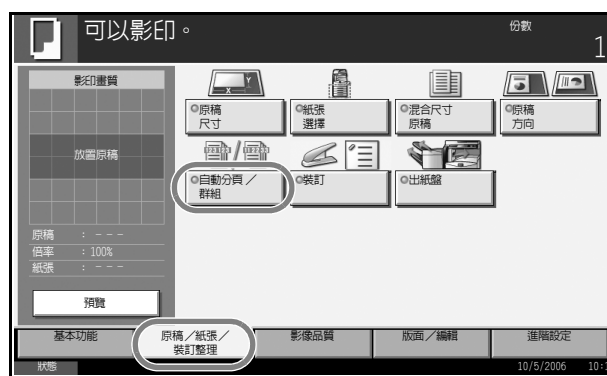 可以影印。
份數
1
影印畫質
放置原稿
原稿 : ---
倍率 : 100%
紙張 : ---
預覽
原稿
尺寸
紙張
選擇
混合尺寸
原稿
原稿
方向
自動分頁／
群組
裝訂
出紙盤
基本功能
原稿／紙張／
裝訂整理
影像品質
版面／編輯
進階設定
狀態
10/5/2006 10: